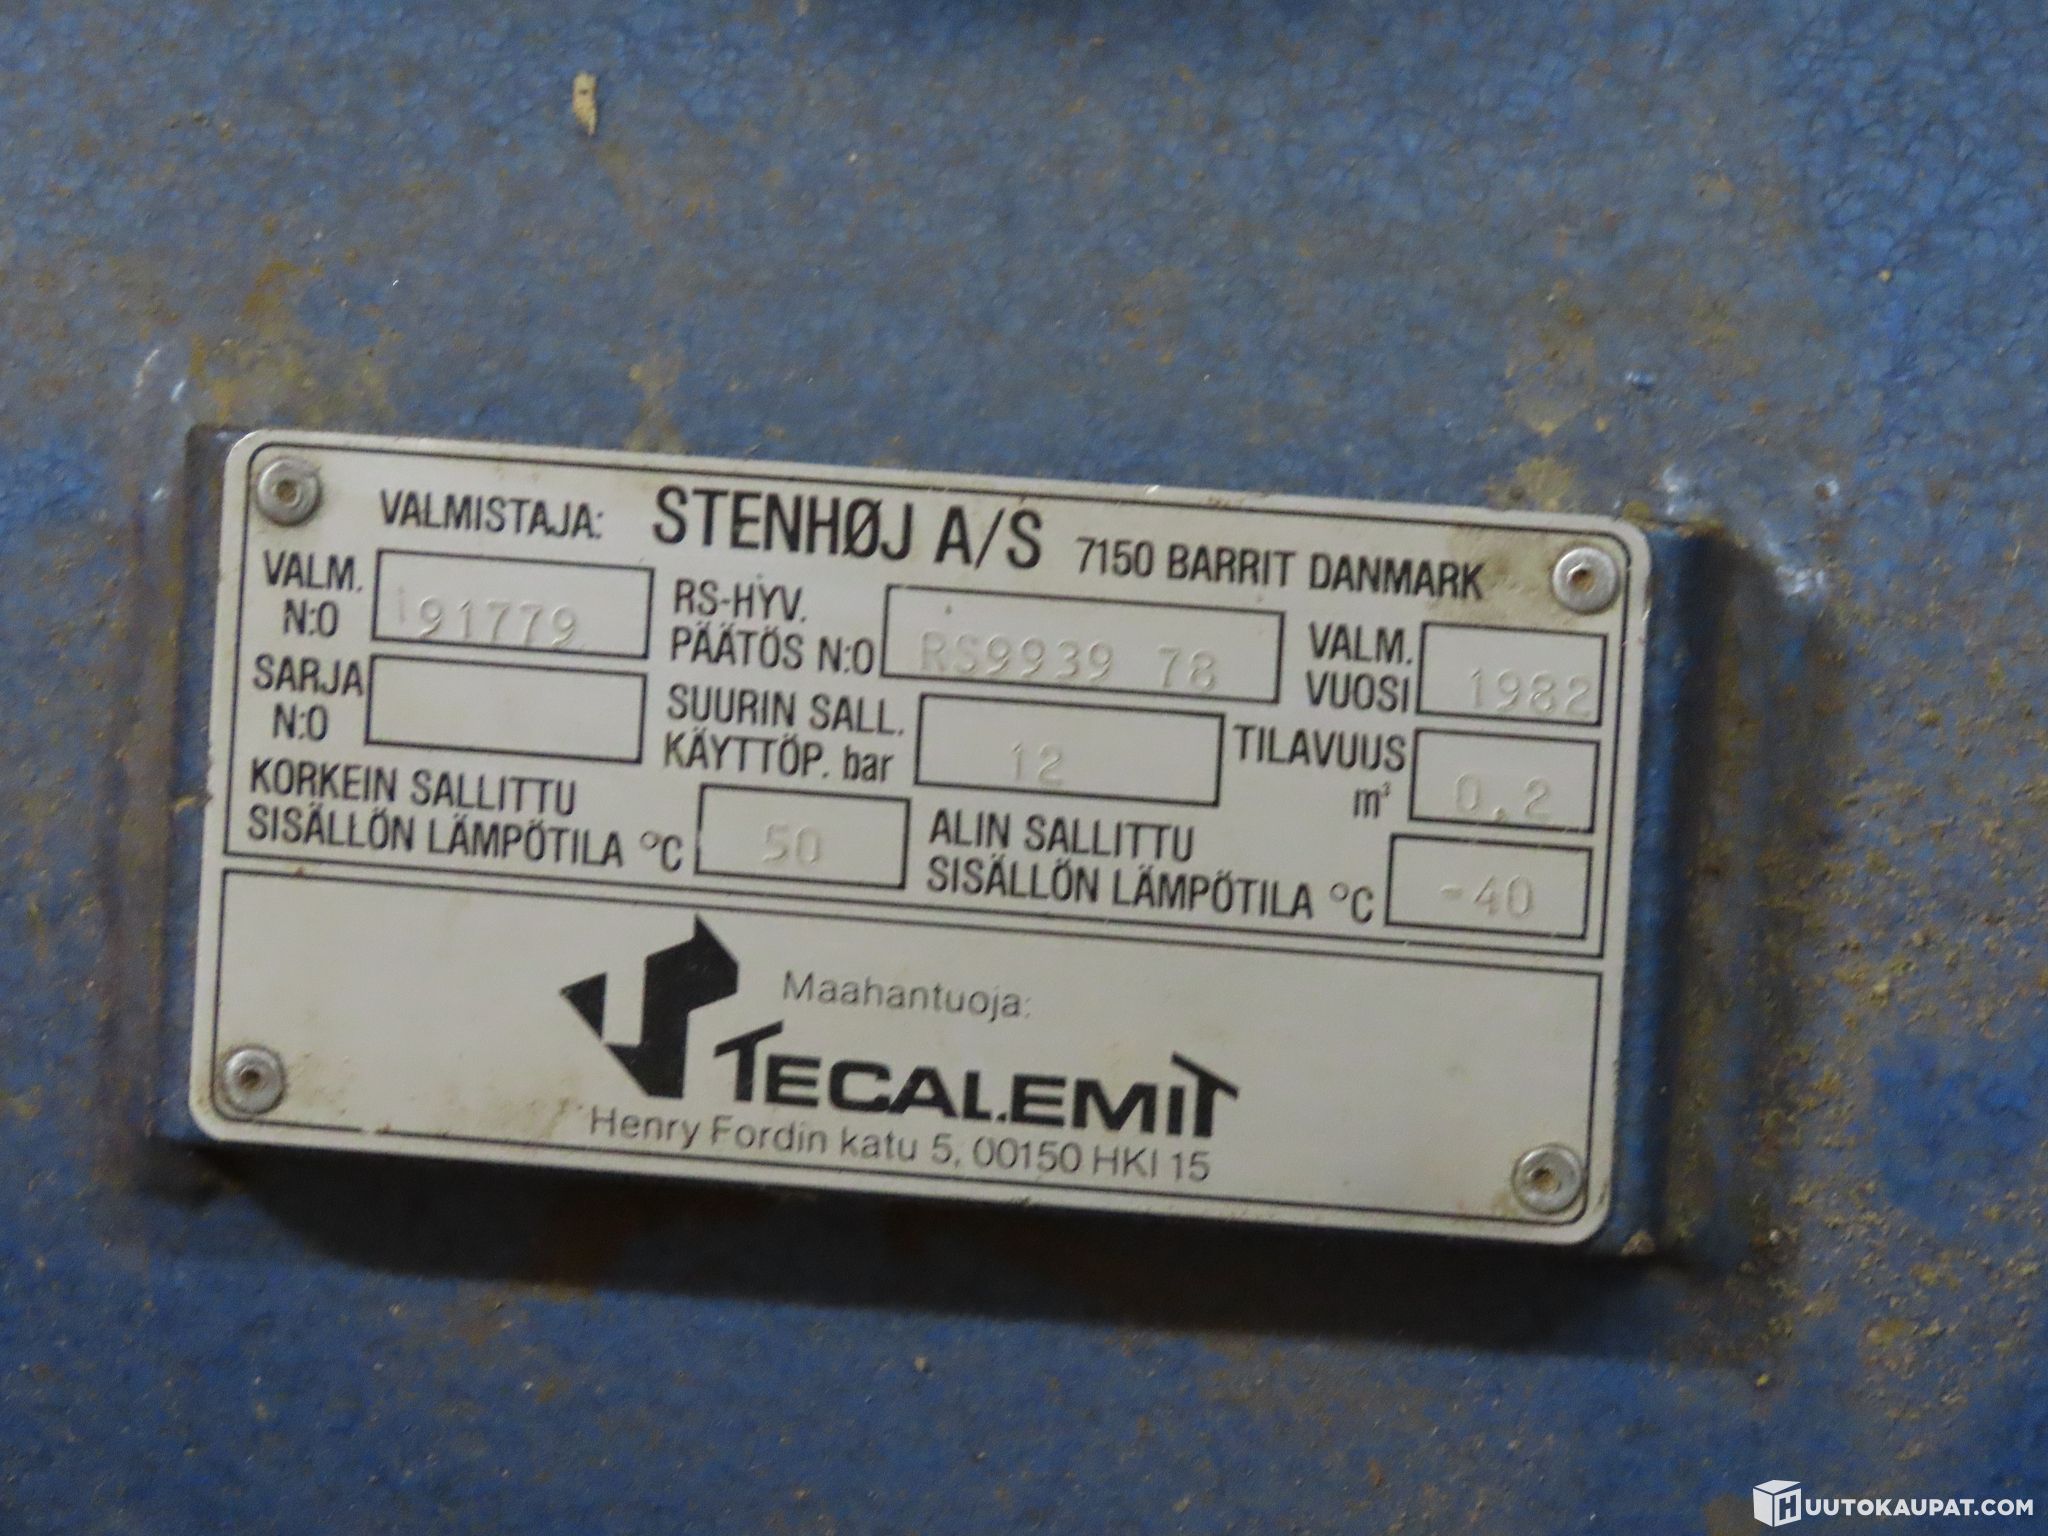 VALMISTAJA: STENHØJ A/S 7150 BARRIT DANMARK
VALM. N:O 191779 RS-HYV. PÄÄTÖS N:O RS9939 78 VALM. VUOSI 1982
SARJA N:O SUURIN SALL. KÄYTTÖP. bar 12 TILAVUUS m³ 0.2
KORKEIN SALLITTU SISÄLLÖN LÄMPÖTILA °C 50 ALIN SALLITTU SISÄLLÖN LÄMPÖTILA °C -40
Maahantuoja:
TECALEMIT
Henry Fordin katu 5, 00150 HKI 15
HUUTOKAUPAT.COM